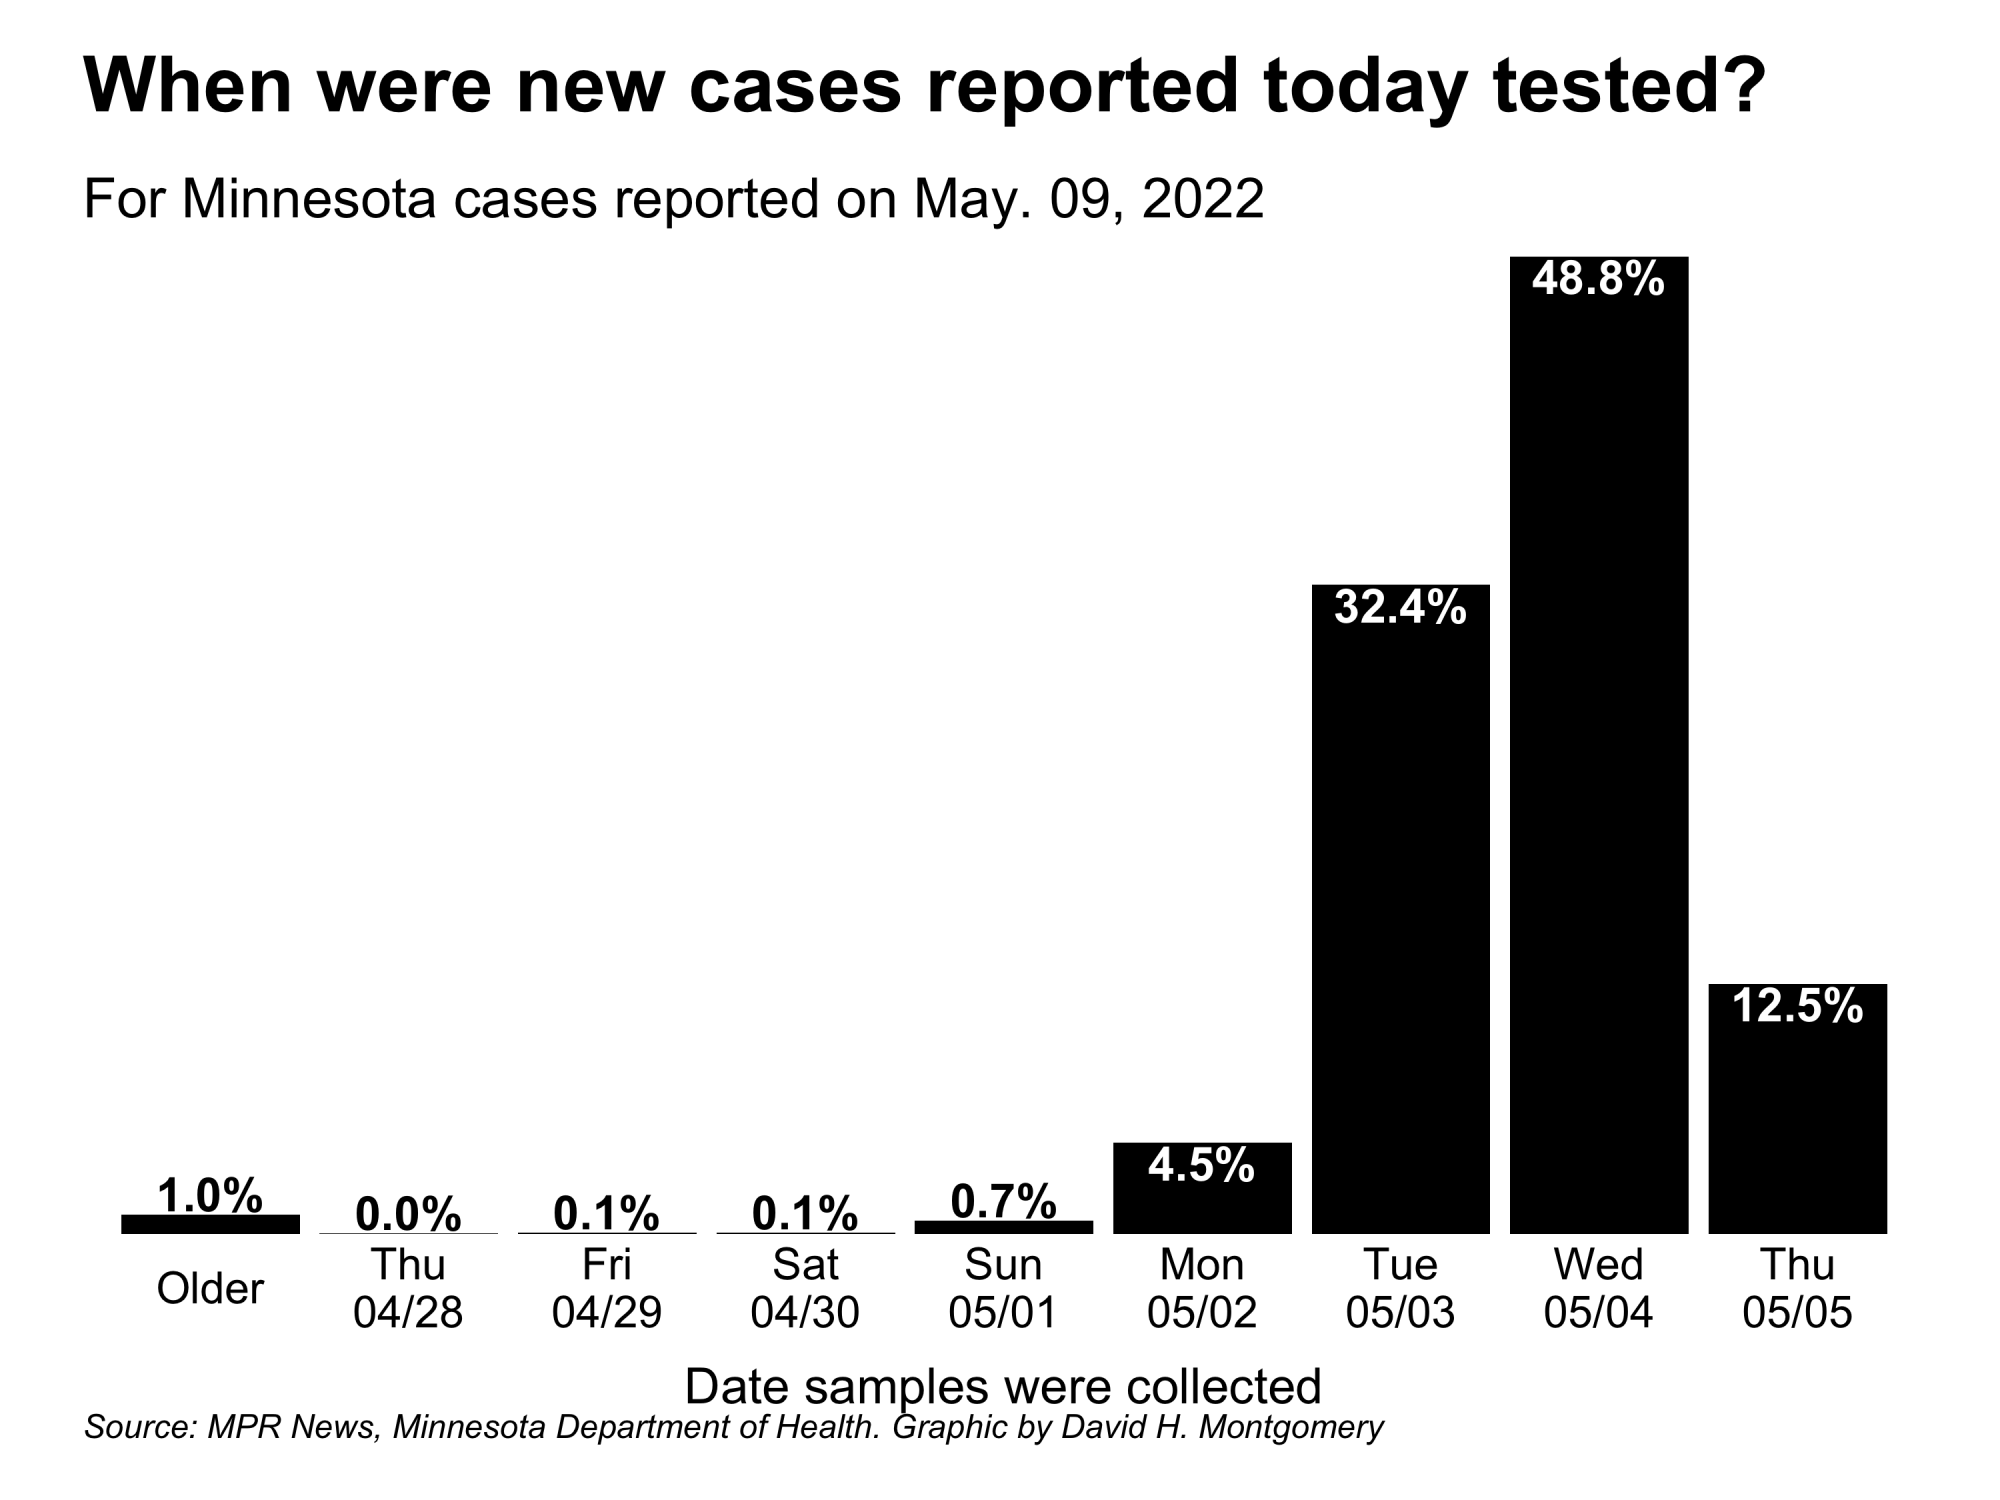 When were new cases reported today tested?
For Minnesota cases reported on May. 09, 2022
48.8%
32.4%
12.5%
4.5%
1.0%
0.0%
0.1%
0.1%
0.7%
Older
Thu
04/28
Fri
04/29
Sat
04/30
Sun
05/01
Mon
05/02
Tue
05/03
Wed
05/04
Thu
05/05
Date samples were collected
Source: MPR News, Minnesota Department of Health. Graphic by David H. Montgomery